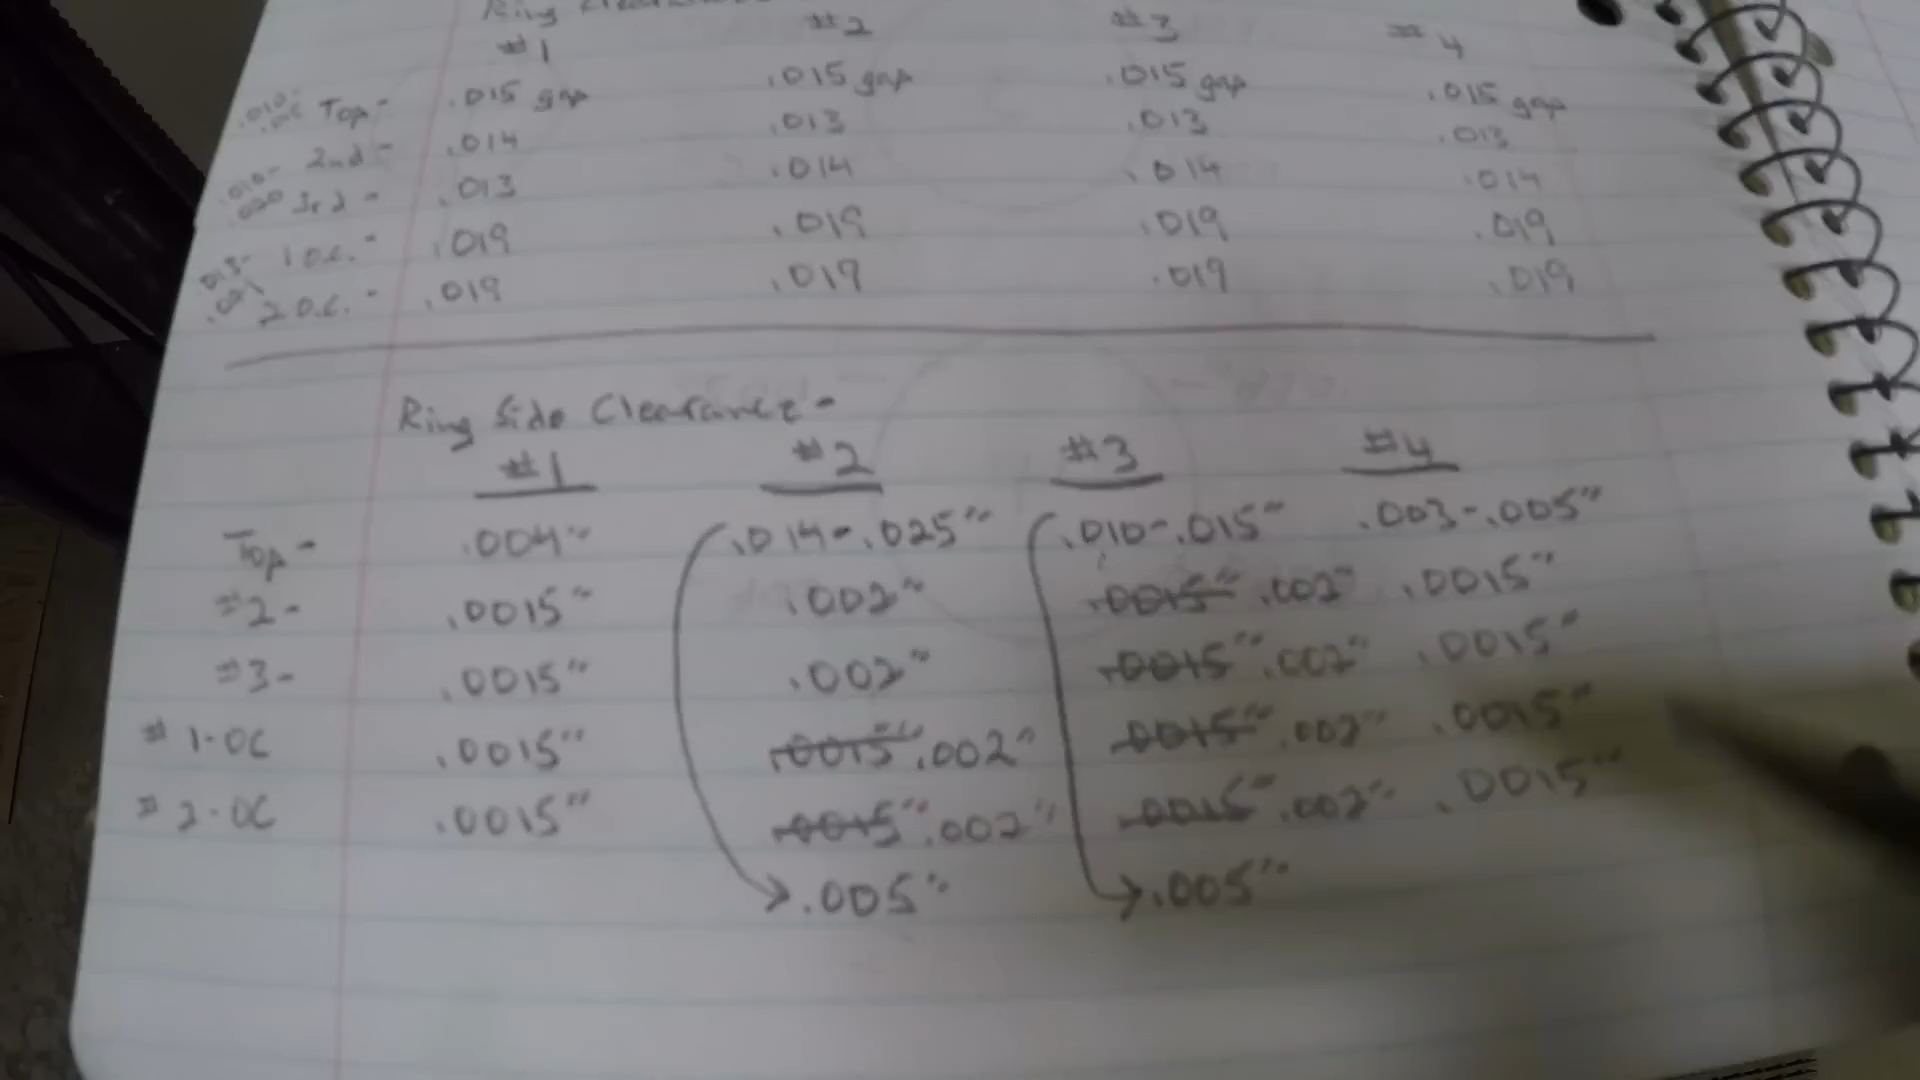 Ring Clearance
#1 #2 #3 #4
Top - .015 gap .015 gap .015 gap .015 gap
2nd - .014 .013 .013 .013
.010- .020 3rd - .013 .014 .014 .014
1 O.C. - .019 .019 .019 .019
2 O.C. - .019 .019 .019 .019
Ring Side Clearance -
#1 #2 #3 #4
Top - .004" .014-.025" .010-.015" .003-.005"
#2- .0015" .002" .0015" .002" .0015"
#3- .0015" .002" .0015" .002" .0015"
# 1-OC .0015" .0015" .002" .0015" .002" .0015"
# 2-OC .0015" .0015" .002" .0015" .002" .0015"
→ .005" → .005"